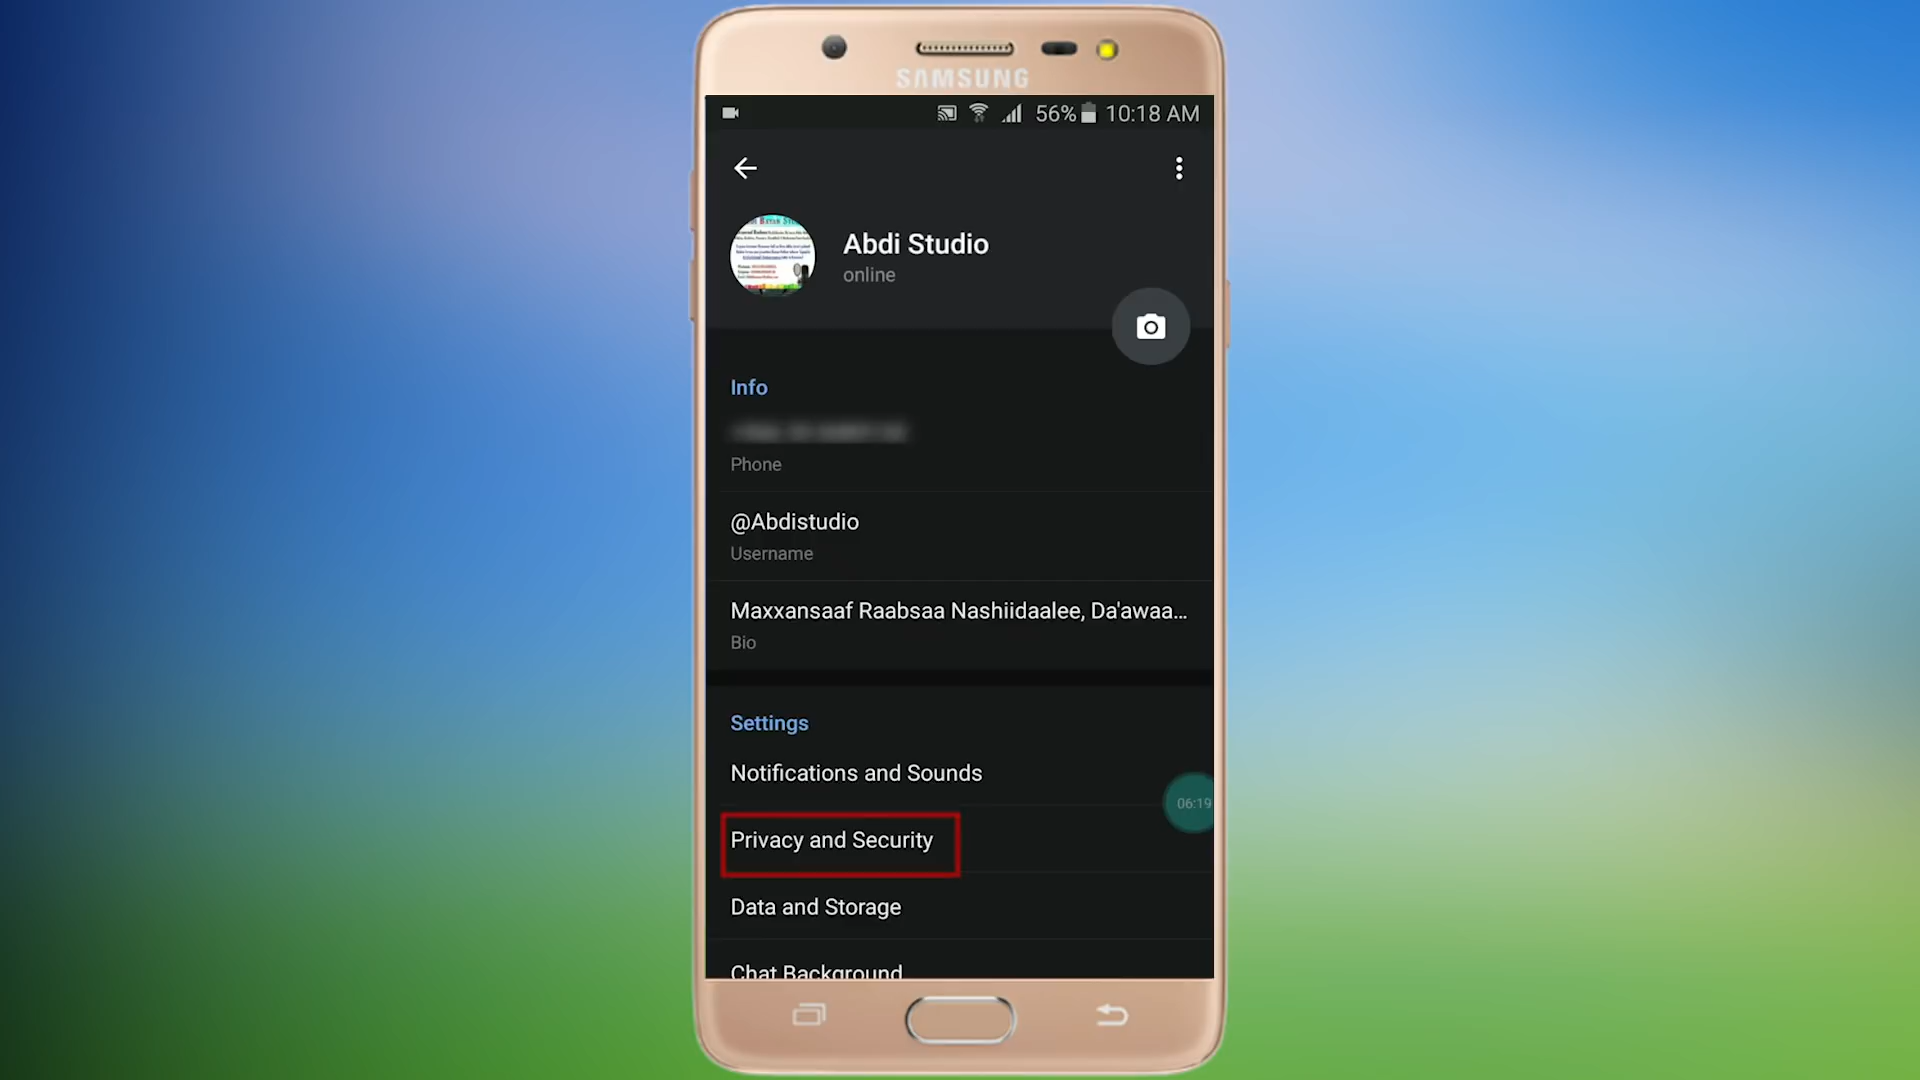 SAMSUNG
56% 10:18 AM
Abdi Studio
online
Info
Phone
@Abdistudio
Username
Maxxansaaf Raabsaa Nashiidaalee, Da'awaa...
Bio
Settings
Notifications and Sounds
06:19
Privacy and Security
Data and Storage
Chat Background